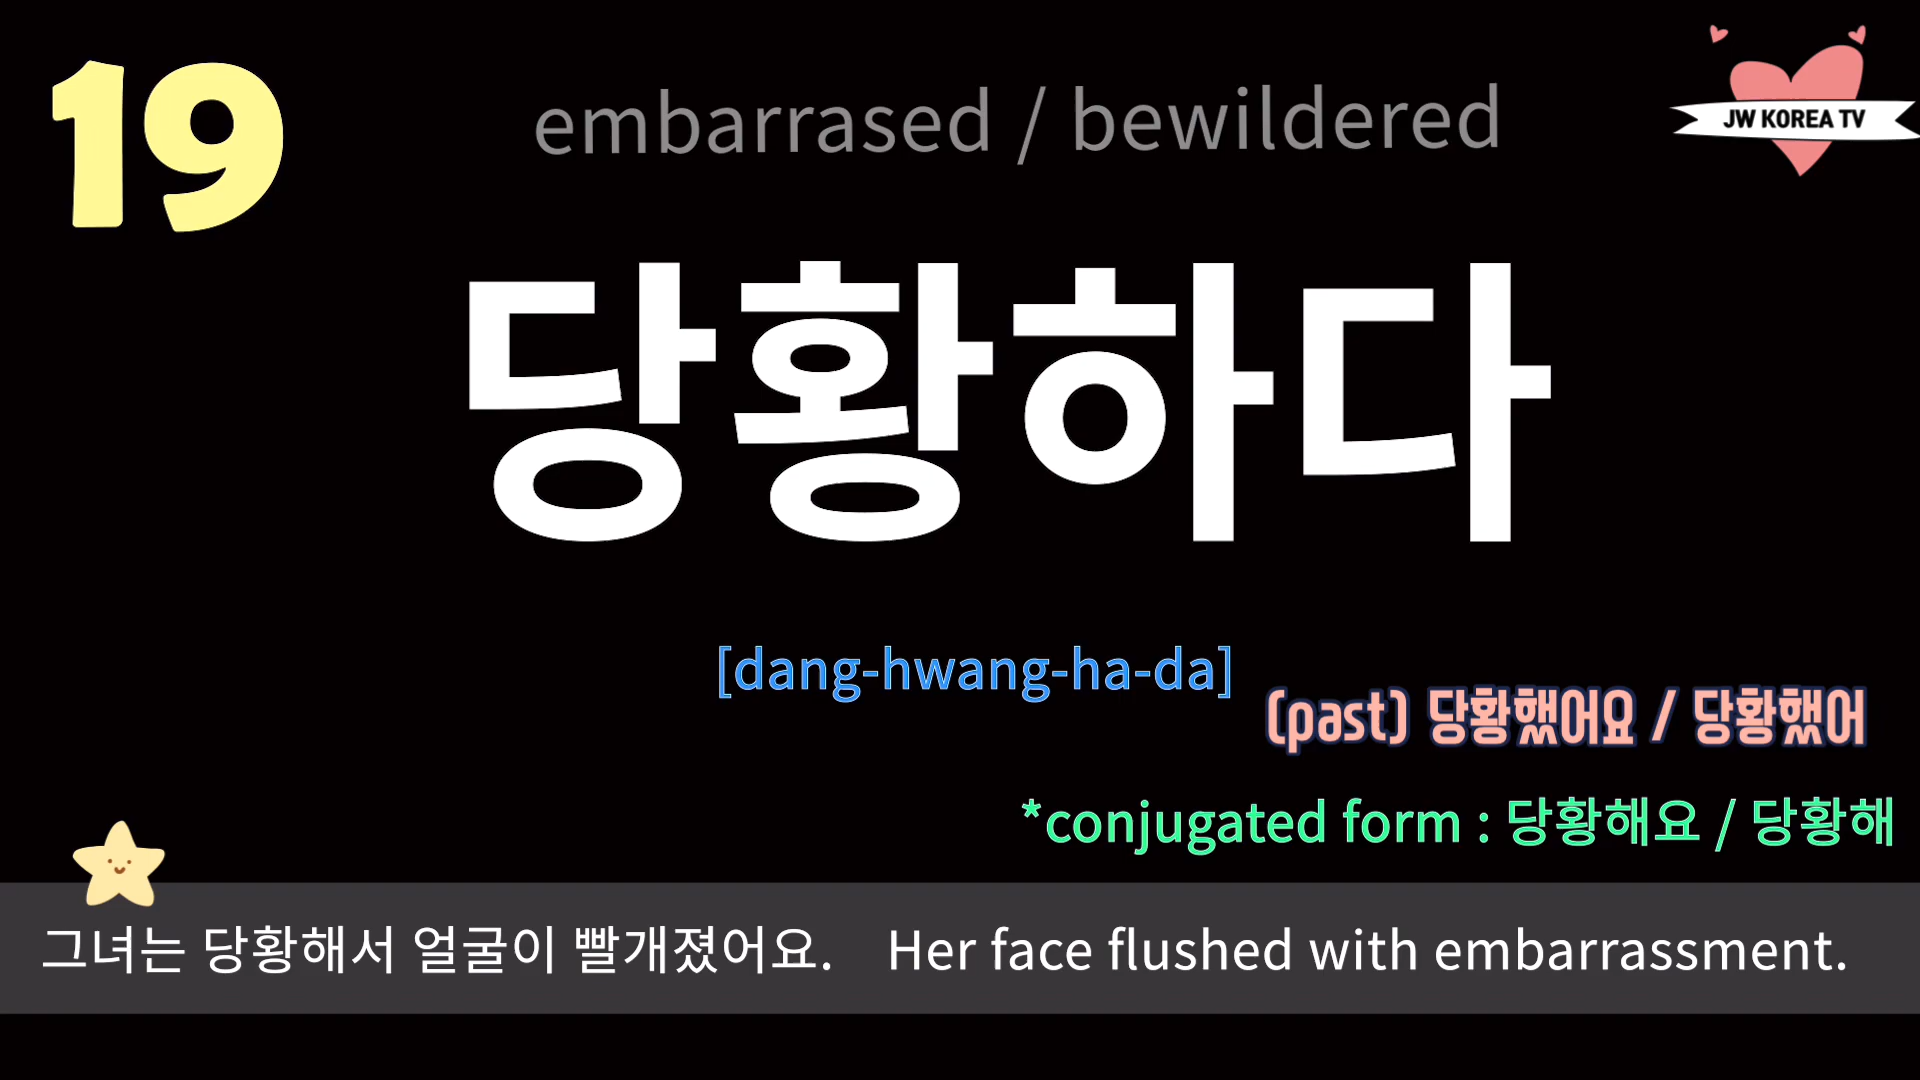 19
embarrased / bewildered
JW KOREA TV
당황하다
[dang-hwang-ha-da]
(past) 당황했어요 / 당황했어
*conjugated form : 당황해요 / 당황해
그녀는 당황해서 얼굴이 빨개졌어요. Her face flushed with embarrassment.